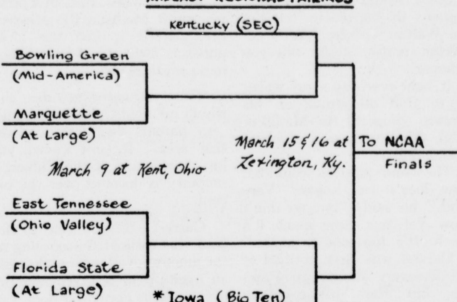 Kentucky (SEC)
Bowling Green
(Mid-America)
Marquette
(At Large)
March 15 & 16 at
Lexington, Ky.
To NCAA
Finals
March 9 at Kent, Ohio
East Tennessee
(Ohio Valley)
Florida State
(At Large)
* Iowa (Big Ten)